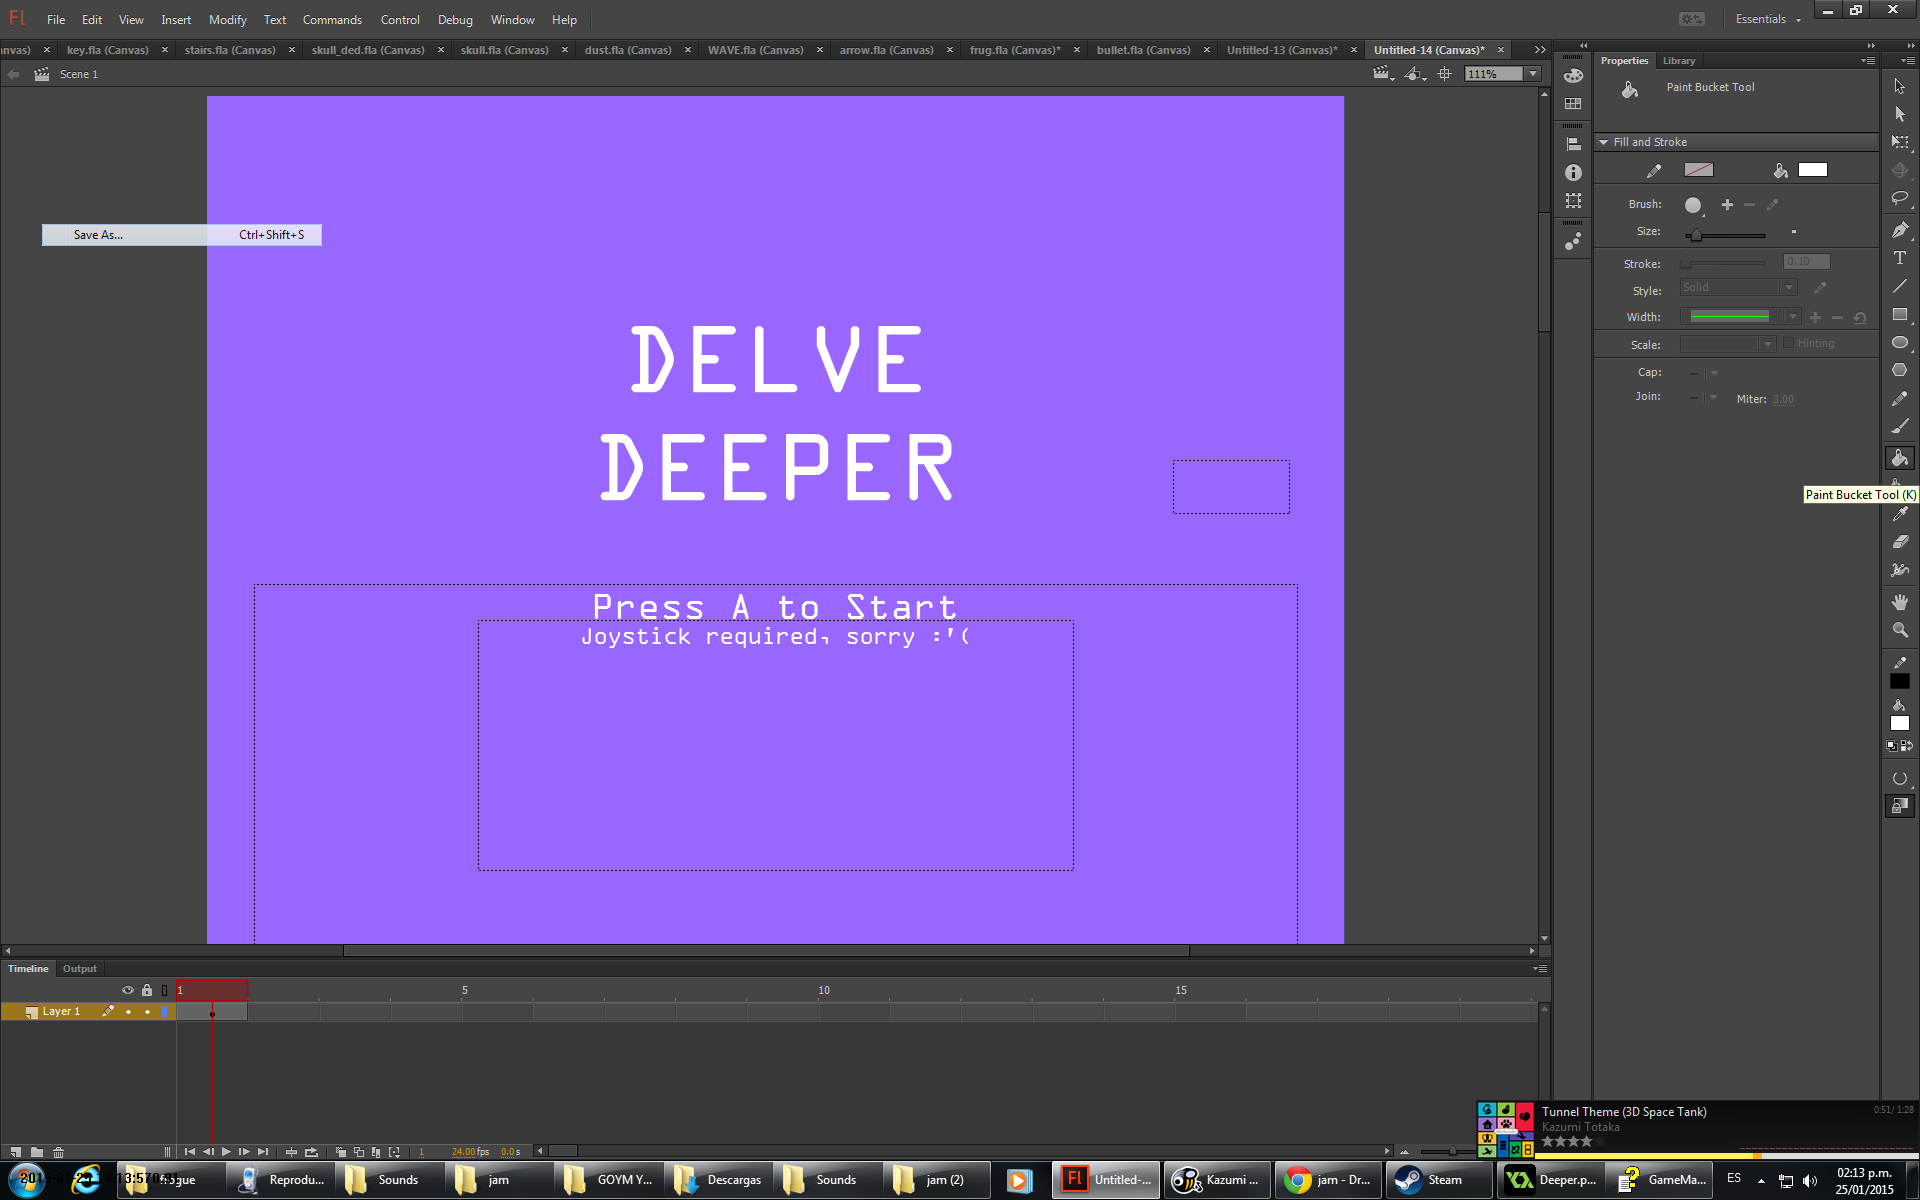 Fl File Edit View Insert Modify Text Commands Control Debug Window Help Essentials
nvas) key.fla (Canvas) stairs.fla (Canvas) skull_ded.fla (Canvas) skull.fla (Canvas) dust.fla (Canvas) WAVE.fla (Canvas) arrow.fla (Canvas) frug.fla (Canvas)* bullet.fla (Canvas) Untitled-13 (Canvas)* Untitled-14 (Canvas)*
Scene 1 111%
Properties Library
Paint Bucket Tool
Fill and Stroke
Brush:
Size:
Stroke: 0,10
Style: Solid
Width:
Scale: Hinting
Cap:
Join: Miter: 3,00
Save As... Ctrl+Shift+S
DELVE
DEEPER
Press A to Start
Joystick required, sorry :'(
Paint Bucket Tool (K)
Timeline Output
1 5 10 15
Layer 1
1 24.00 fps 0.0 s
Tunnel Theme (3D Space Tank) 0:51/ 1:28
Kazumi Totaka
Reprodu... Sounds jam GOYM Y... Descargas Sounds jam (2) Fl Untitled-... Kazumi ... jam - Dr... Steam Deeper.p... GameMa... ES 02:13 p.m.
25/01/2015